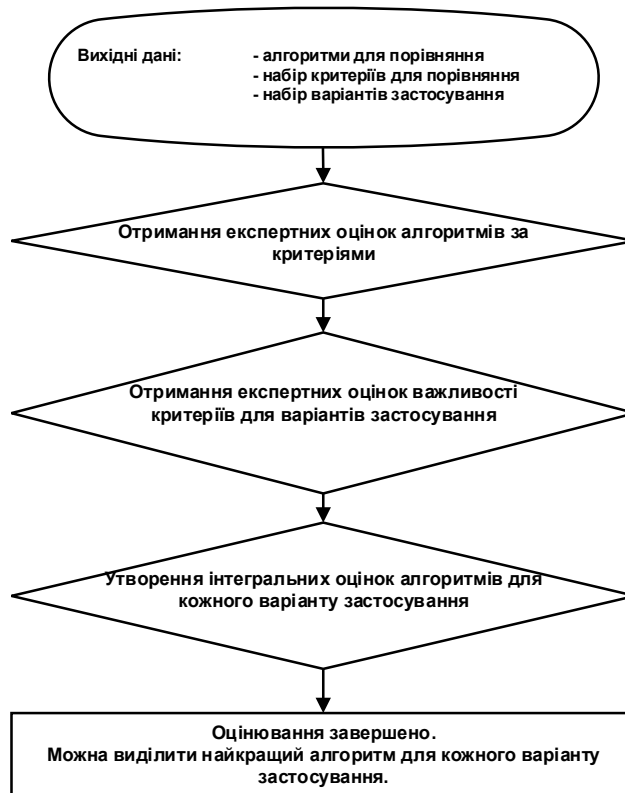 Вихідні дані: - алгоритми для порівняння
- набір критеріїв для порівняння
- набір варіантів застосування
Отримання експертних оцінок алгоритмів за
критеріями
Отримання експертних оцінок важливості
критеріїв для варіантів застосування
Утворення інтегральних оцінок алгоритмів для
кожного варіанту застосування
Оцінювання завершено.
Можна виділити найкращий алгоритм для кожного варіанту
застосування.